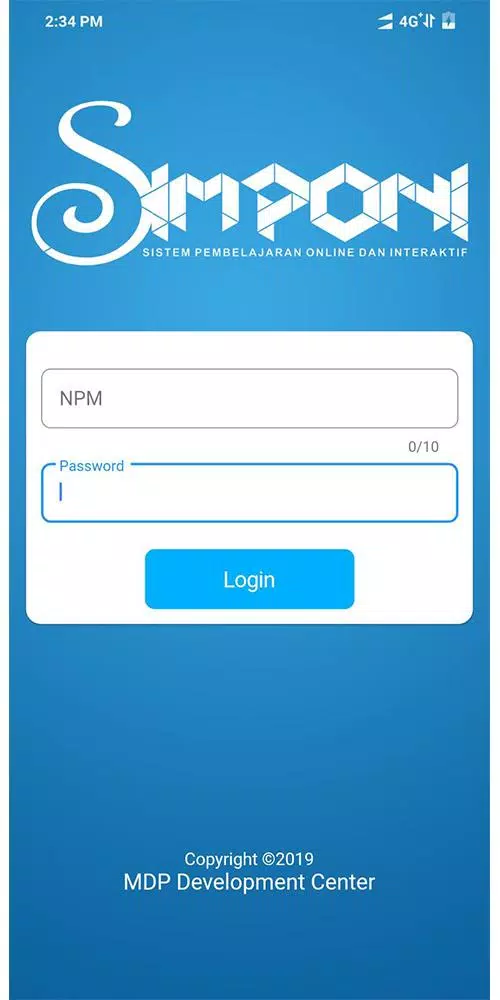 2:34 PM 4G+
SIMPONI
SISTEM PEMBELAJARAN ONLINE DAN INTERAKTIF
NPM
0/10
Password
Login
Copyright ©2019
MDP Development Center